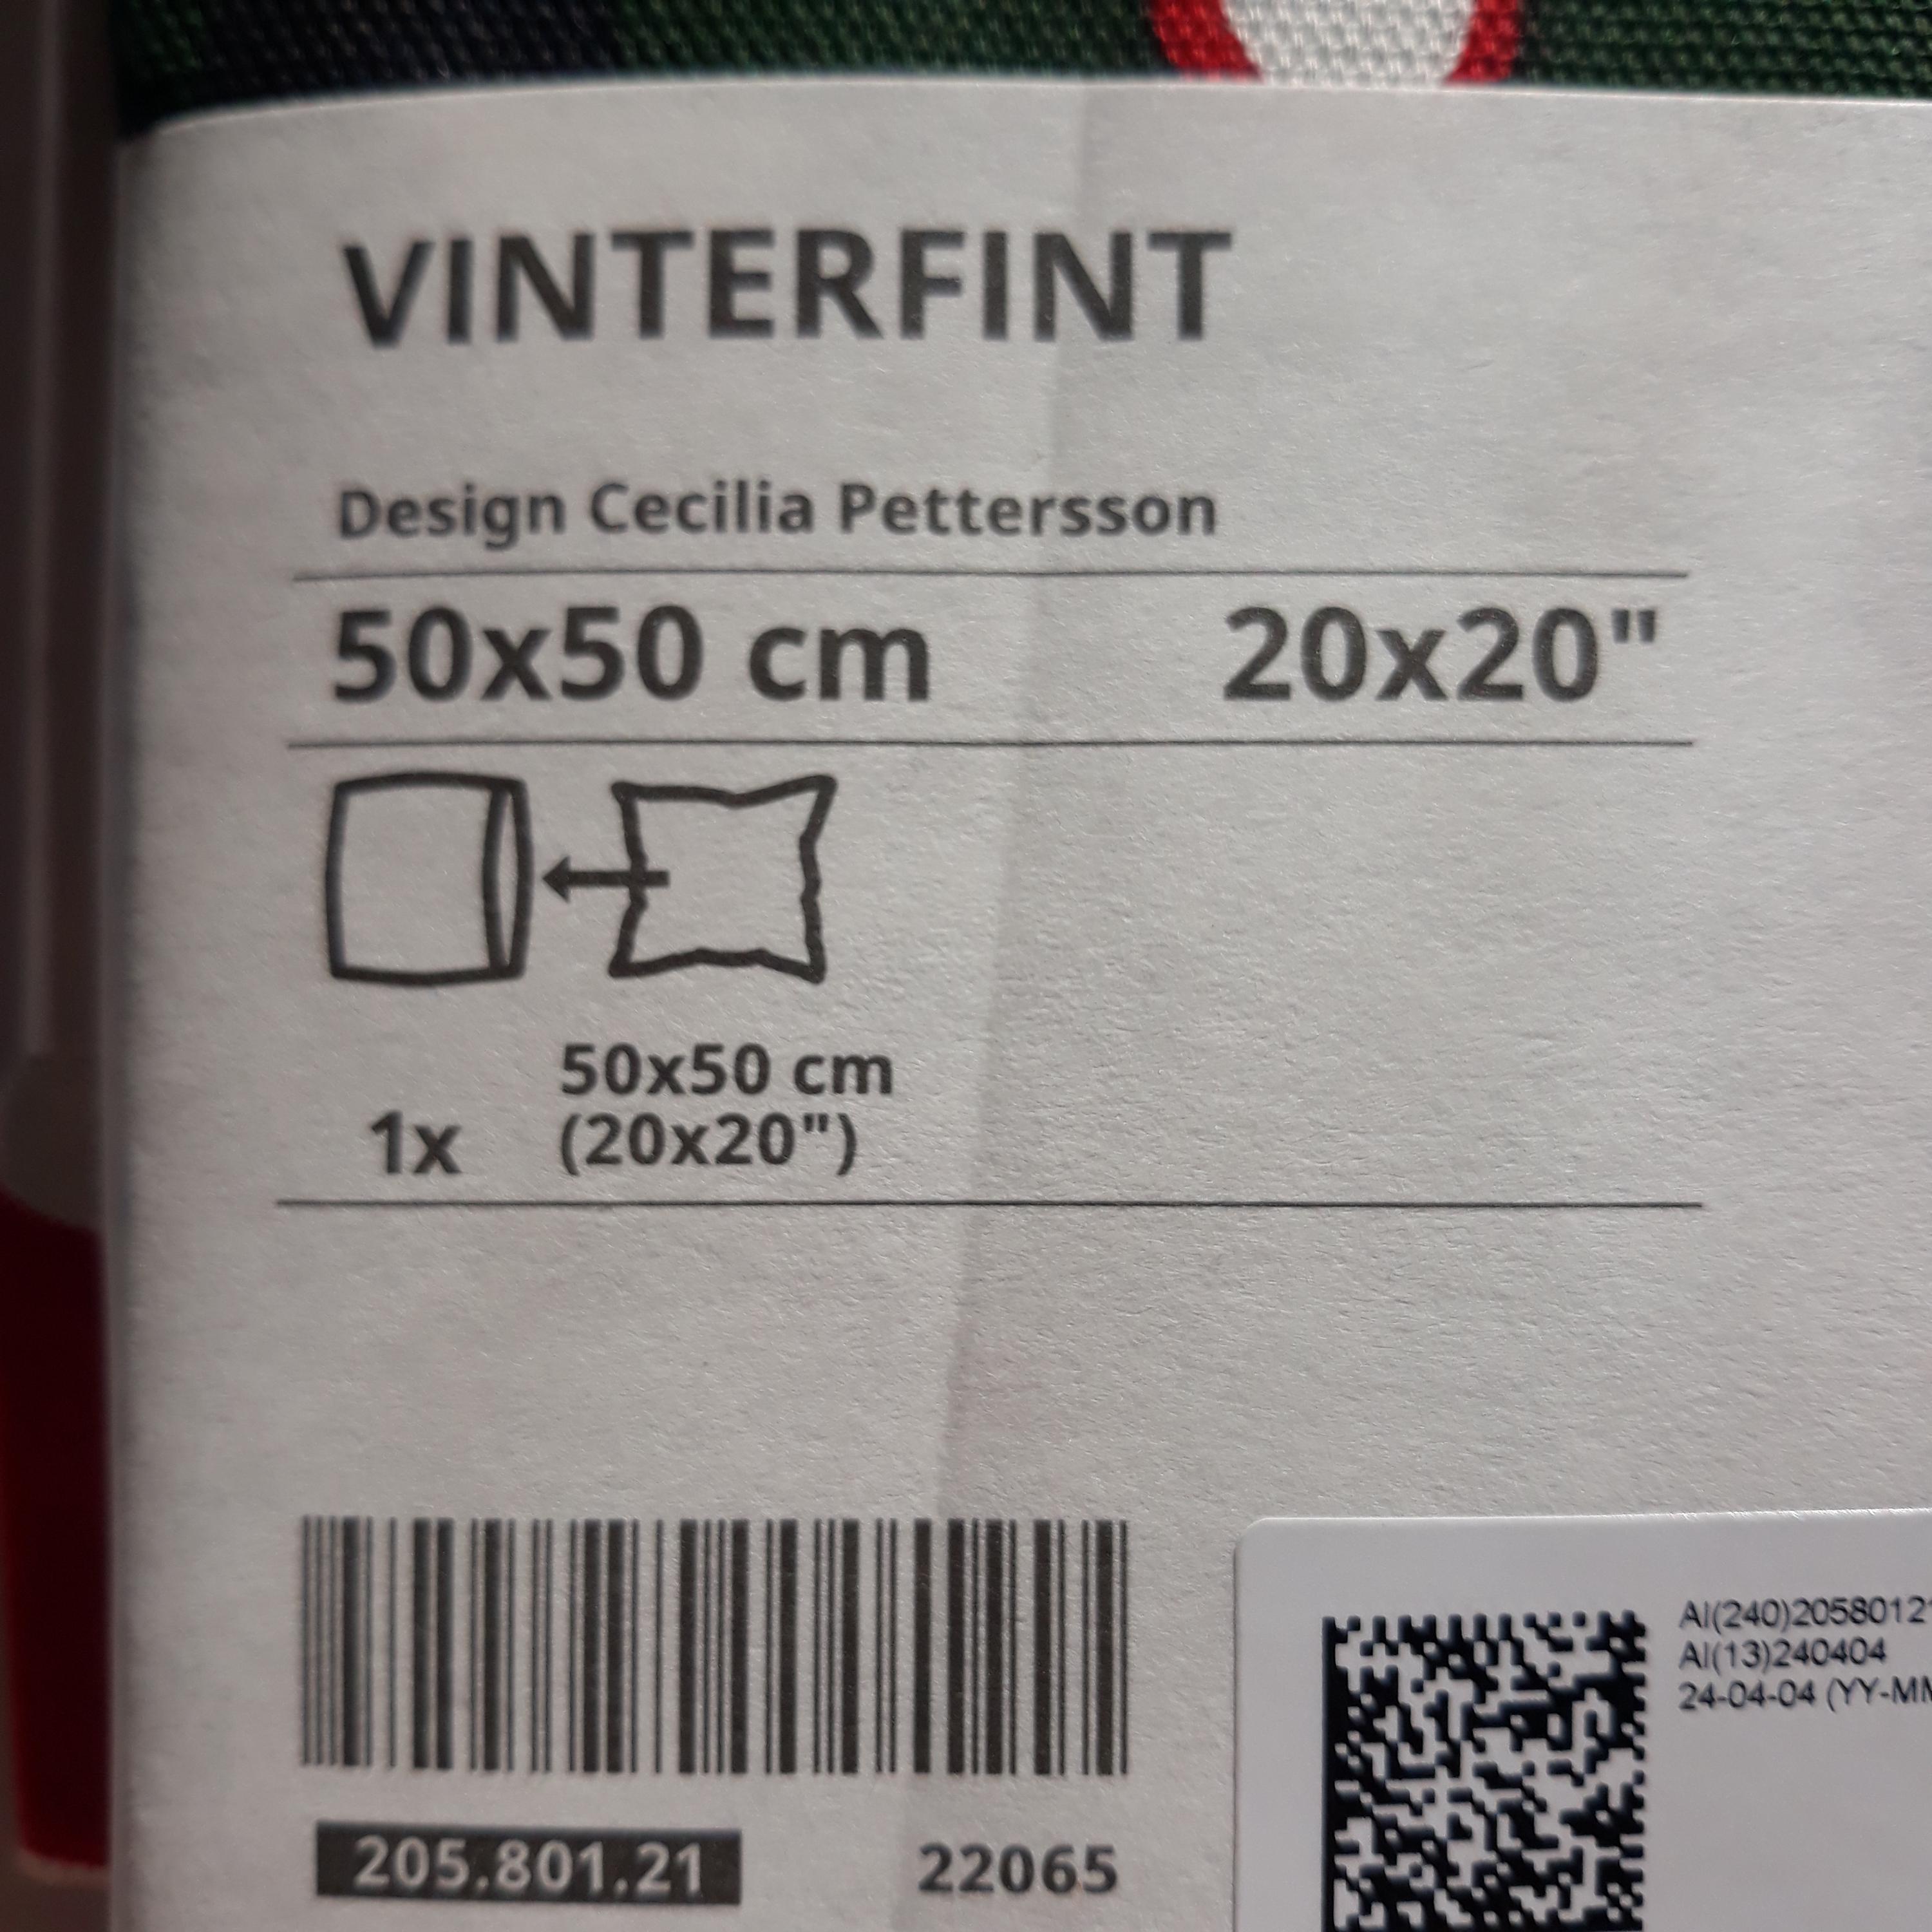 VINTERFINT
Design Cecilia Pettersson
50x50 cm 20x20"
50x50 cm
1x (20x20")
AI(240)2058012
AI(13)240404
24-04-04 (YY-MM
205.801.21 22065